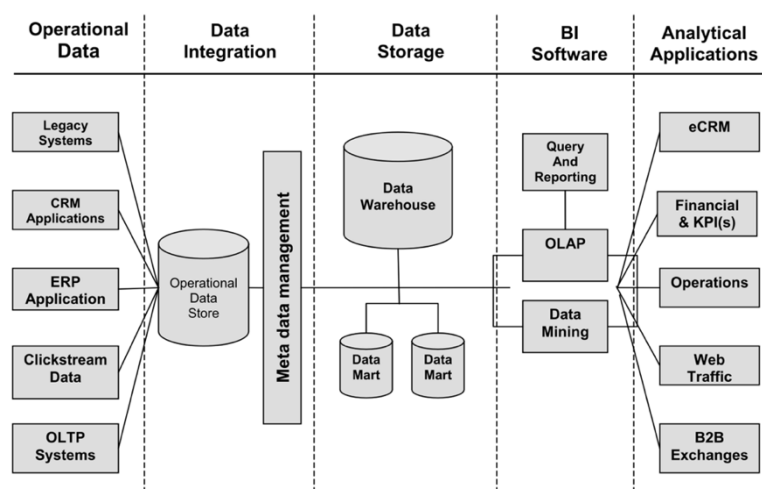 Operational
Data
Data
Integration
Data
Storage
BI
Software
Analytical
Applications
Legacy
Systems
CRM
Applications
ERP
Application
Clickstream
Data
OLTP
Systems
Operational
Data
Store
Meta data management
Data
Warehouse
Data
Mart
Data
Mart
Query
And
Reporting
OLAP
Data
Mining
eCRM
Financial
& KPI(s)
Operations
Web
Traffic
B2B
Exchanges